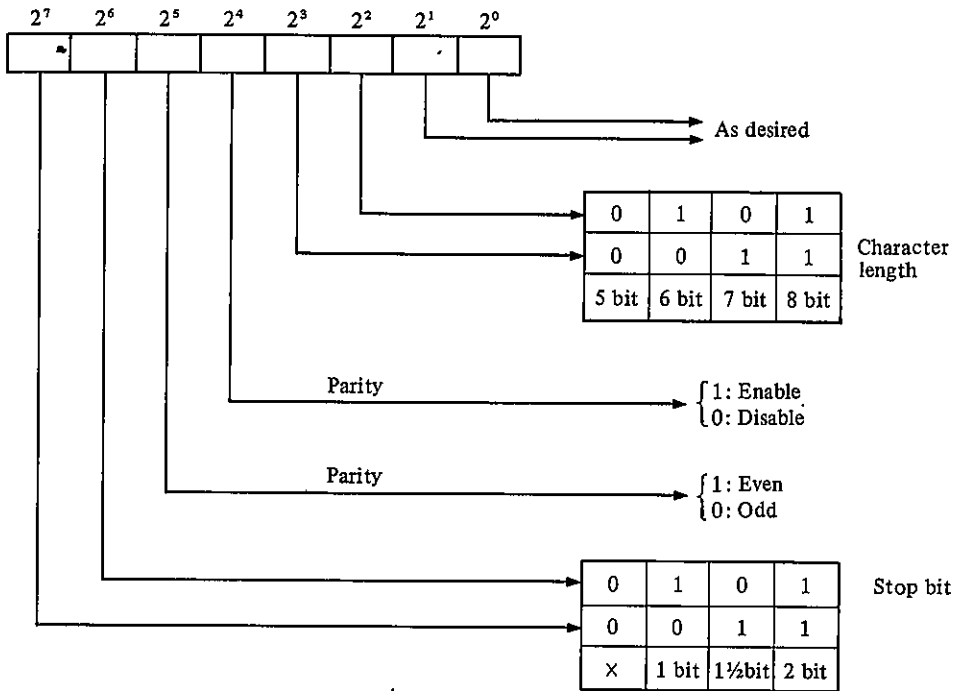 2⁷ 2⁶ 2⁵ 2⁴ 2³ 2² 2¹ 2⁰
As desired
0 1 0 1
0 0 1 1
5 bit 6 bit 7 bit 8 bit
Character
length
Parity
1: Enable
0: Disable
Parity
1: Even
0: Odd
0 1 0 1
0 0 1 1
X 1 bit 1½bit 2 bit
Stop bit